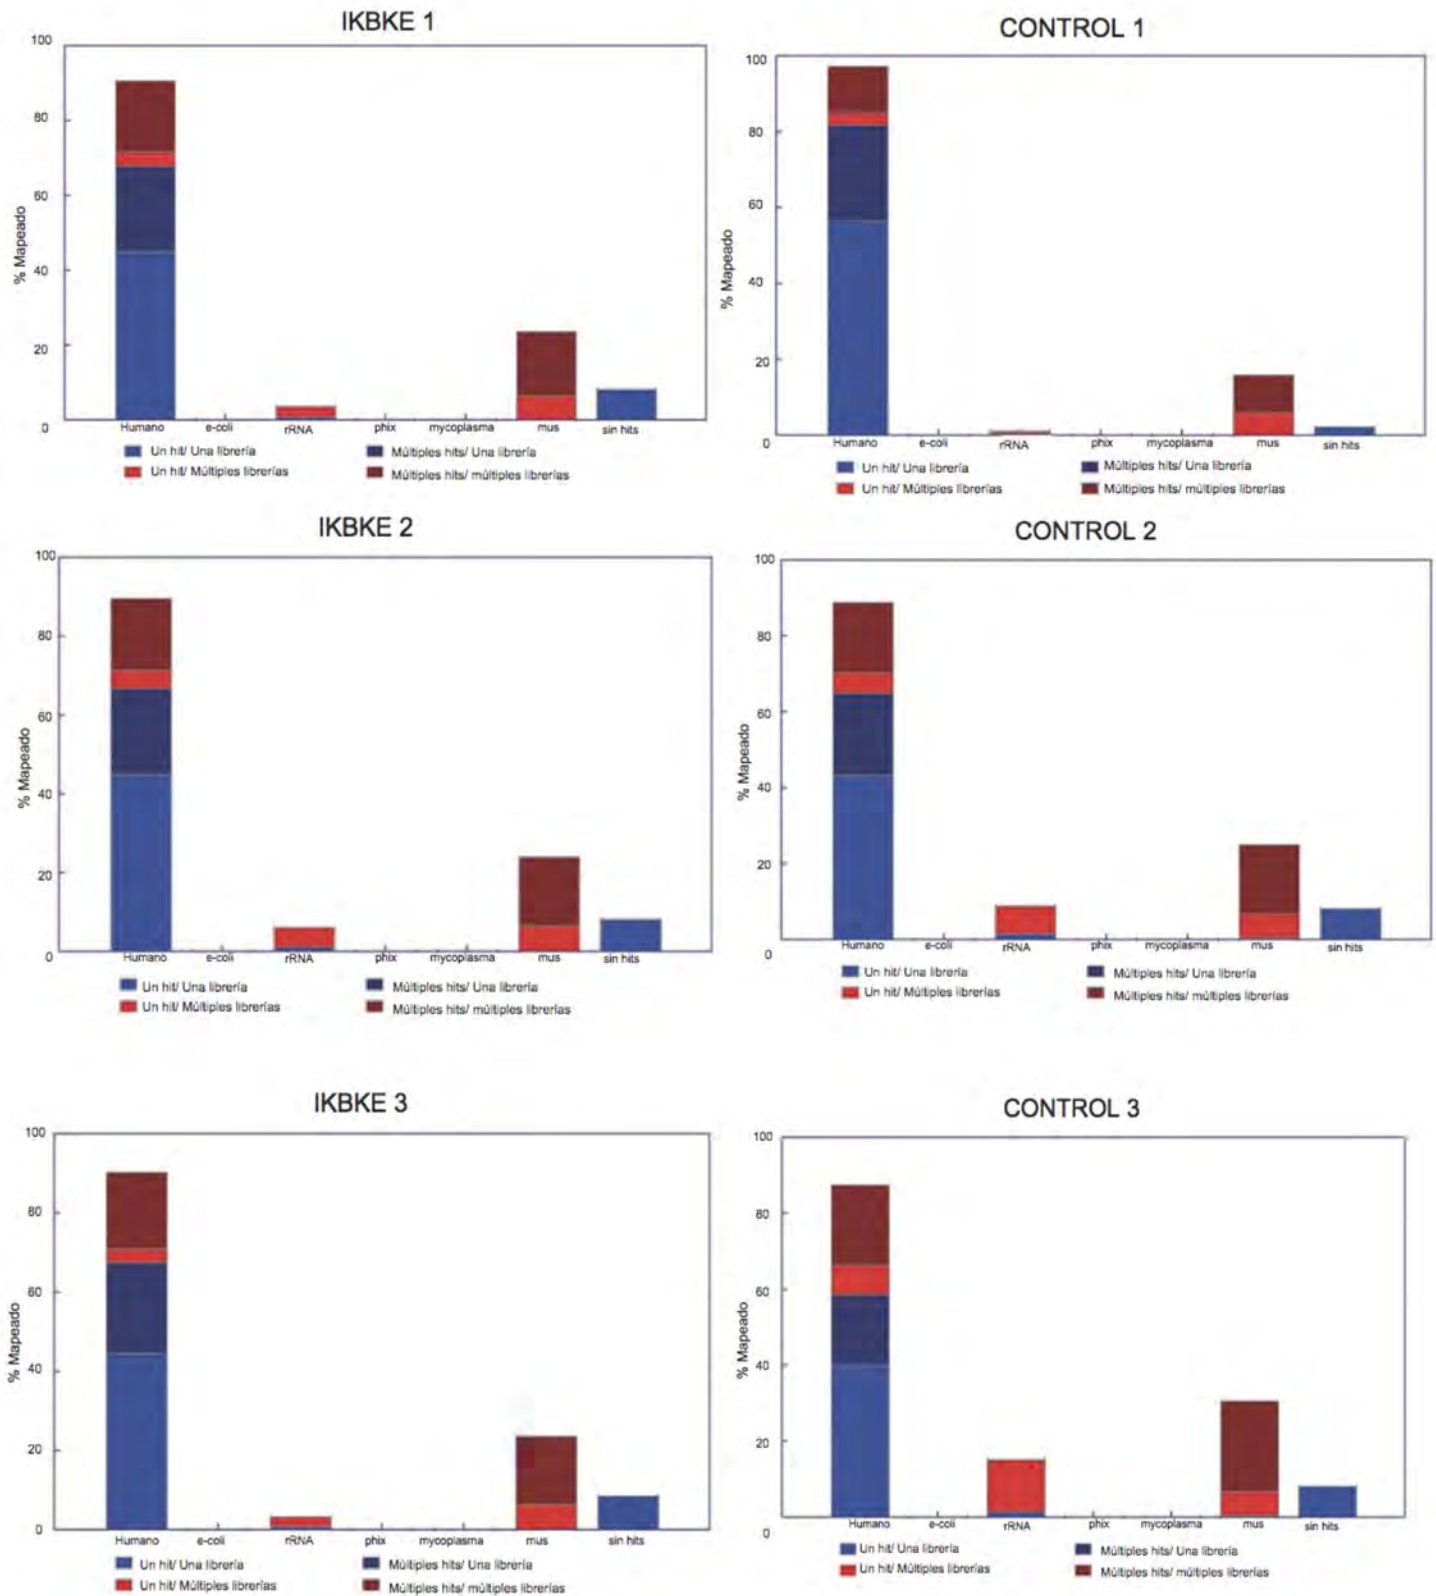 IKBKE 1
100
80
60
40
20
0
% Mapeado
Humano e-coli rRNA phix mycoplasma mus sin hits
Un hit/ Una librería Múltiples hits/ Una librería
Un hit/ Múltiples librerías Múltiples hits/ múltiples librerías
CONTROL 1
100
80
60
40
20
0
% Mapeado
Humano e-coli rRNA phix mycoplasma mus sin hits
Un hit/ Una librería Múltiples hits/ Una librería
Un hit/ Múltiples librerías Múltiples hits/ múltiples librerías
IKBKE 2
100
80
60
40
20
0
% Mapeado
Humano e-coli rRNA phix mycoplasma mus sin hits
Un hit/ Una librería Múltiples hits/ Una librería
Un hit/ Múltiples librerías Múltiples hits/ múltiples librerías
CONTROL 2
100
80
60
40
20
0
% Mapeado
Humano e-coli rRNA phix mycoplasma mus sin hits
Un hit/ Una librería Múltiples hits/ Una librería
Un hit/ Múltiples librerías Múltiples hits/ múltiples librerías
IKBKE 3
100
80
60
40
20
0
% Mapeado
Humano e-coli rRNA phix mycoplasma mus sin hits
Un hit/ Una librería Múltiples hits/ Una librería
Un hit/ Múltiples librerías Múltiples hits/ múltiples librerías
CONTROL 3
100
80
60
40
20
0
% Mapeado
Humano e-coli rRNA phix mycoplasma mus sin hits
Un hit/ Una librería Múltiples hits/ Una librería
Un hit/ Múltiples librerías Múltiples hits/ múltiples librerías